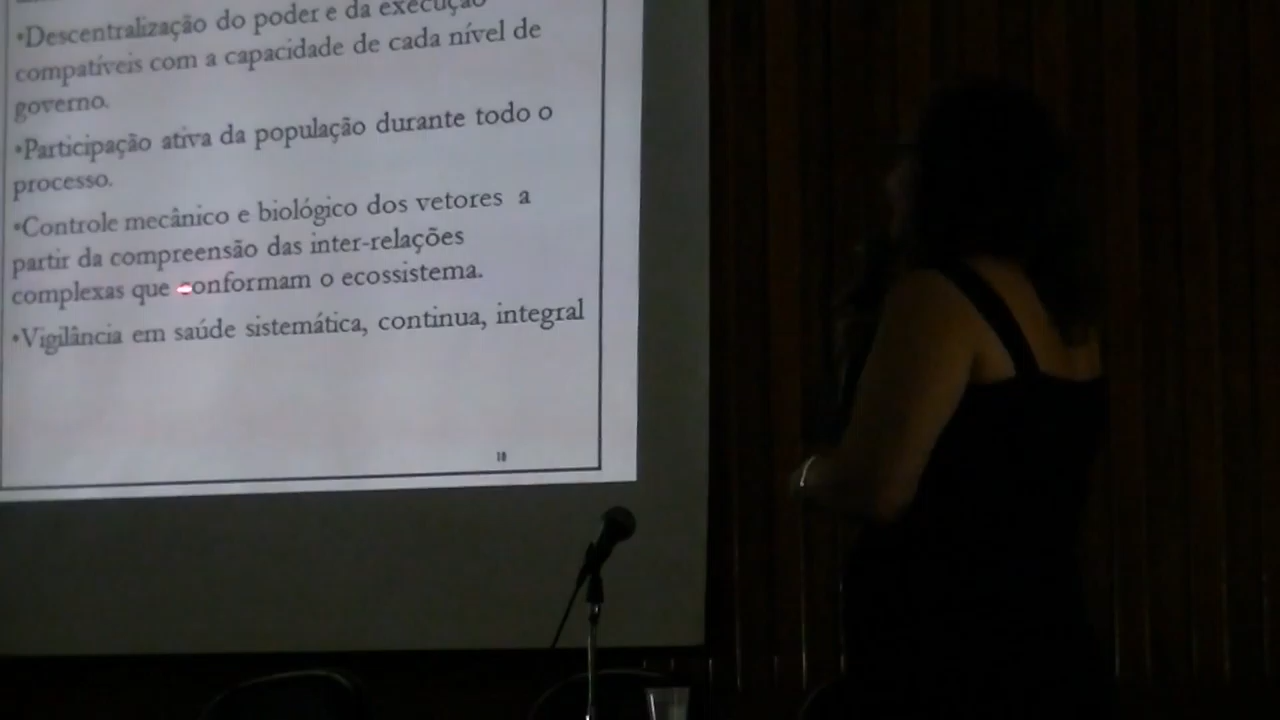 •Descentralização do poder e da execução
compatíveis com a capacidade de cada nível de
governo.
•Participação ativa da população durante todo o
processo.
•Controle mecânico e biológico dos vetores a
partir da compreensão das inter-relações
complexas que conformam o ecossistema.
•Vigilância em saúde sistemática, continua, integral